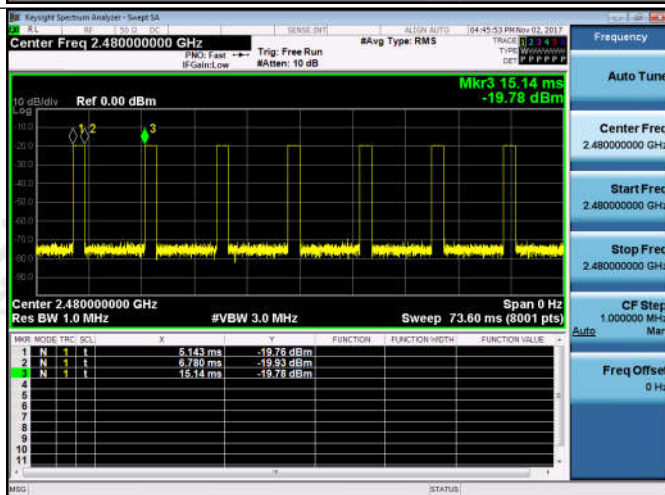 Keysight Spectrum Analyzer - Swept SA
RL RF 50 Ω DC SENSE:INT ALIGN AUTO 04:45:53 PM Nov 02, 2017
Center Freq 2.480000000 GHz
PNO: Fast
IFGain:Low
Trig: Free Run
#Atten: 10 dB
#Avg Type: RMS
TRACE 1 2 3 4 5 6
TYPE
DET P P P P P P
Mkr3 15.14 ms
-19.78 dBm
10 dB/div Ref 0.00 dBm
Log
-10.0
-20.0
-30.0
-40.0
-50.0
-60.0
-70.0
-80.0
-90.0
1 2 3
Center 2.480000000 GHz Span 0 Hz
Res BW 1.0 MHz #VBW 3.0 MHz Sweep 73.60 ms (8001 pts)
MKR MODE TRC SCL X Y FUNCTION FUNCTION WIDTH FUNCTION VALUE
1 N 1 t 5.143 ms -19.76 dBm
2 N 1 t 6.780 ms -19.93 dBm
3 N 1 t 15.14 ms -19.78 dBm
4
5
6
7
8
9
10
11
MSG STATUS
Frequency
Auto Tune
Center Freq
2.480000000 GHz
Start Freq
2.480000000 GHz
Stop Freq
2.480000000 GHz
CF Step
1.000000 MHz
Auto Man
Freq Offset
0 Hz